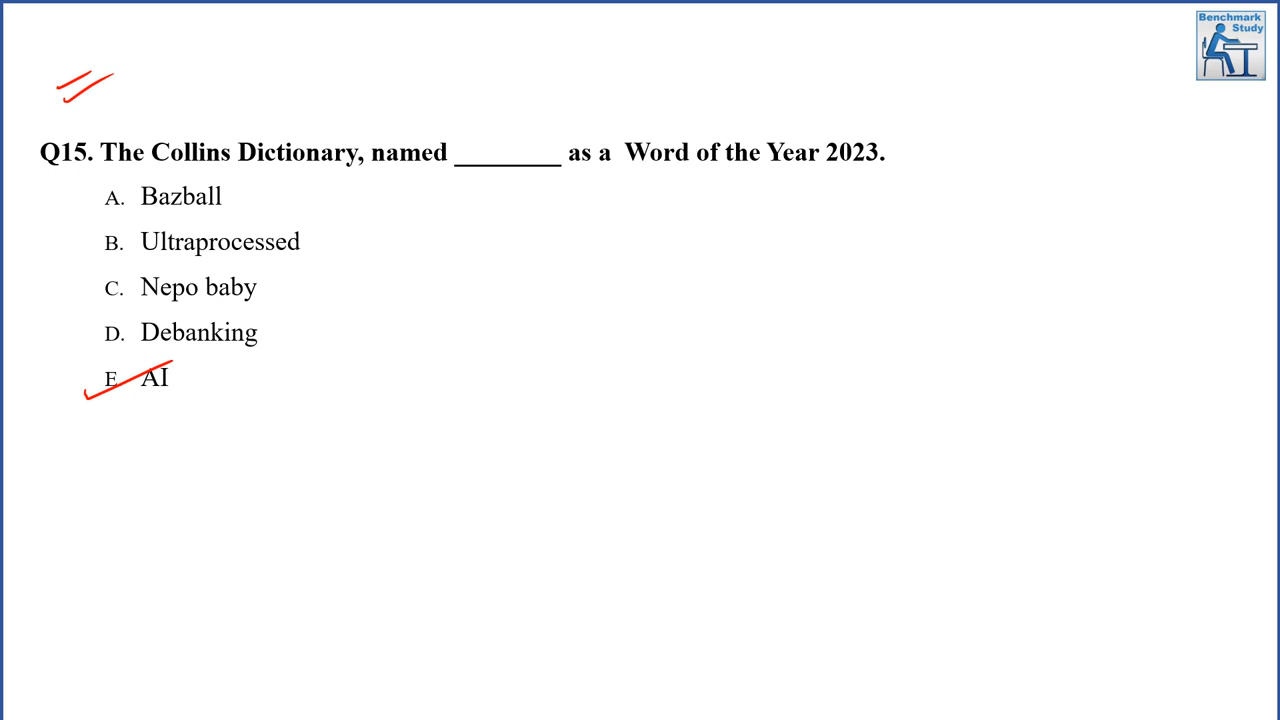 Benchmark
Study
Q15. The Collins Dictionary, named ________ as a  Word of the Year 2023.
A. Bazball
B. Ultraprocessed
C. Nepo baby
D. Debanking
E. AI